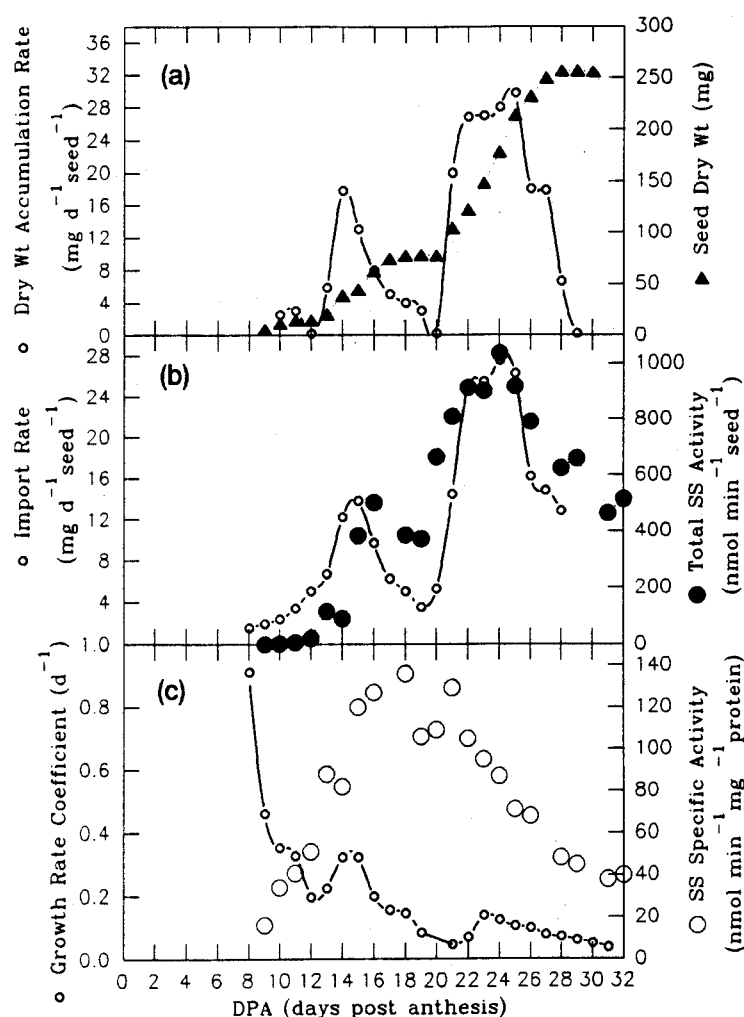 (a)
o Dry Wt Accumulation Rate
(mg d⁻¹ seed⁻¹)
36
32
28
24
20
16
12
8
4
0
300
250
200
150
100
50
0
▲ Seed Dry Wt (mg)
(b)
o Import Rate
(mg d⁻¹ seed⁻¹)
28
24
20
16
12
8
4
1000
800
600
400
200
0
● Total SS Activity
(nmol min⁻¹ seed⁻¹)
(c)
o Growth Rate Coefficient (d⁻¹)
1.0
0.8
0.6
0.4
0.2
0.0
140
120
100
80
60
40
20
0
○ SS Specific Activity
(nmol min⁻¹ mg⁻¹ protein)
0 2 4 6 8 10 12 14 16 18 20 22 24 26 28 30 32
DPA (days post anthesis)